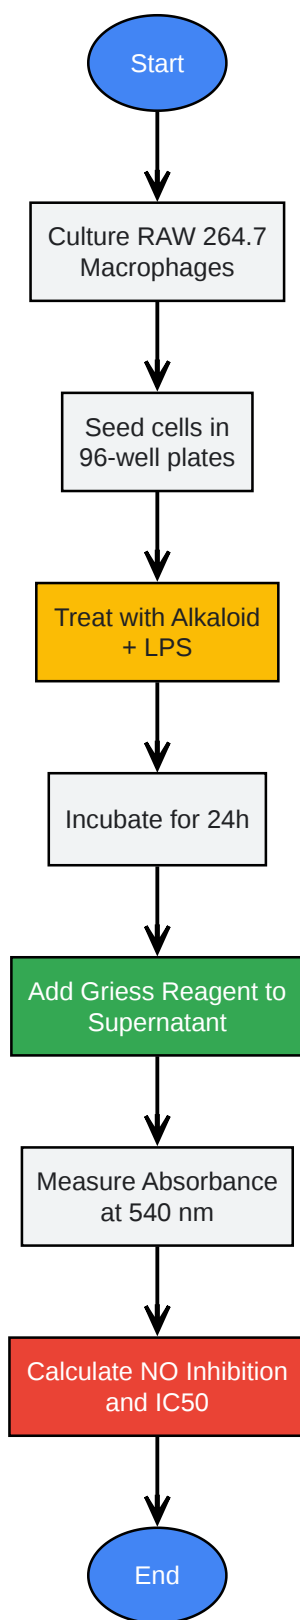 Start
Culture RAW 264.7
Macrophages
Seed cells in
96-well plates
Treat with Alkaloid
+ LPS
Incubate for 24h
Add Griess Reagent to
Supernatant
Measure Absorbance
at 540 nm
Calculate NO Inhibition
and IC50
End